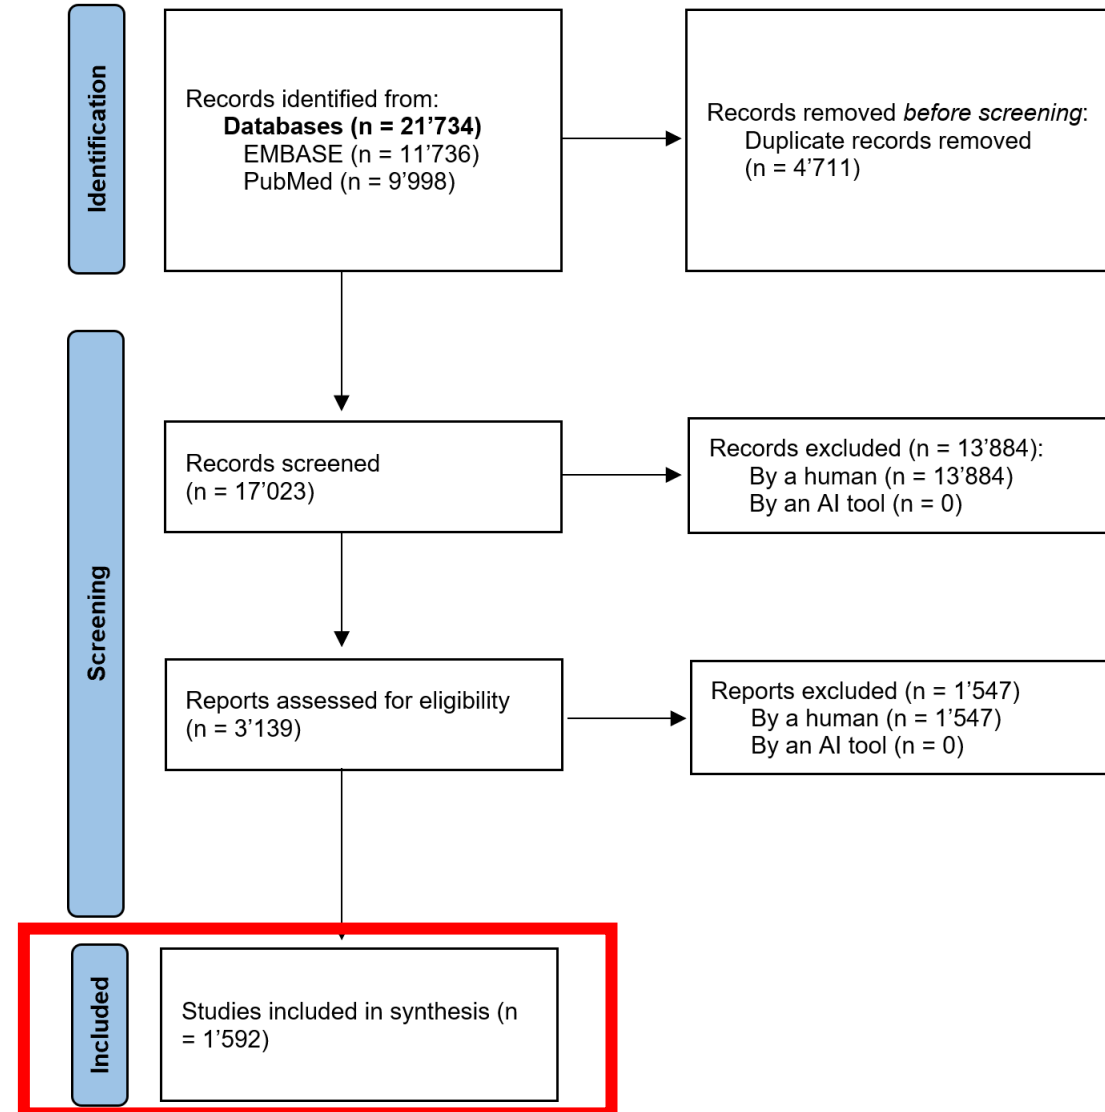 Identification
Records identified from:
Databases (n = 21’734)
EMBASE (n = 11’736)
PubMed (n = 9’998)
Records removed before screening:
Duplicate records removed
(n = 4’711)
Screening
Records screened
(n = 17’023)
Records excluded (n = 13’884):
By a human (n = 13’884)
By an AI tool (n = 0)
Reports assessed for eligibility
(n = 3’139)
Reports excluded (n = 1’547)
By a human (n = 1’547)
By an AI tool (n = 0)
Included
Studies included in synthesis (n
= 1’592)